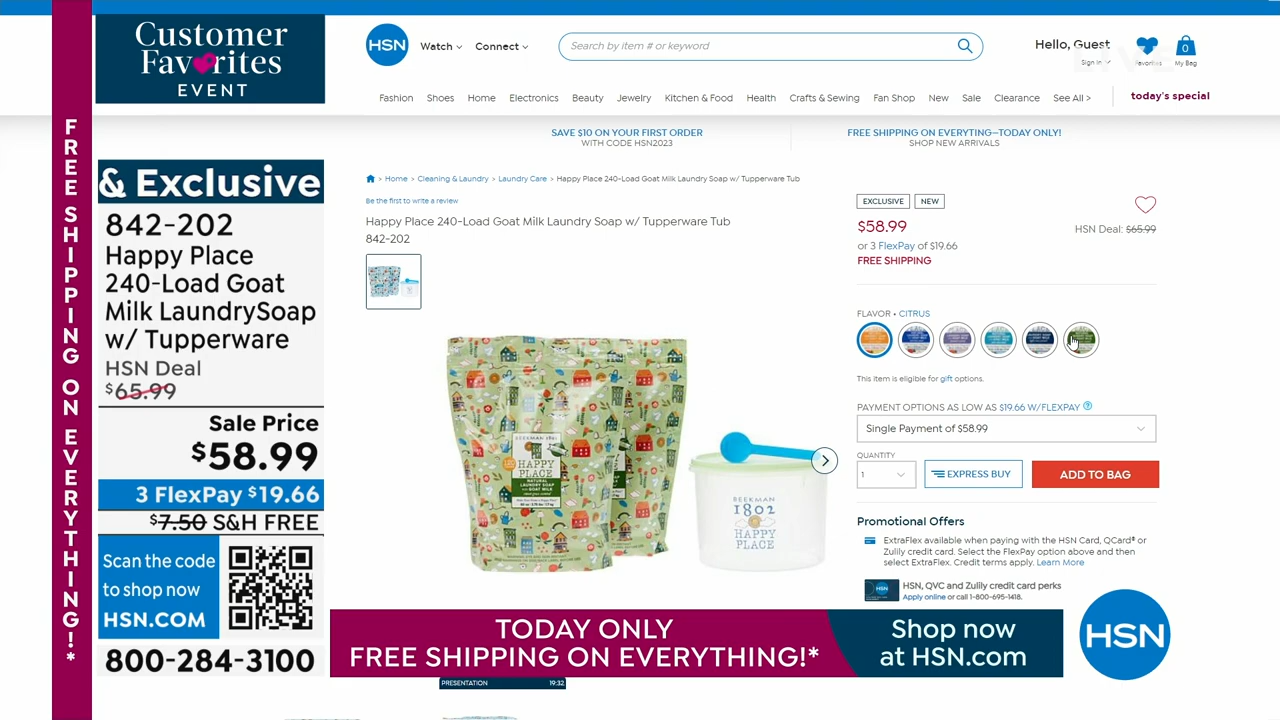 Customer
Favorites
EVENT
FREE SHIPPING ON EVERYTHING!*
& Exclusive
842-202
Happy Place
240-Load Goat
Milk LaundrySoap
w/ Tupperware
HSN Deal
$65.99
Sale Price
$58.99
3 FlexPay $19.66
$7.50 S&H FREE
Scan the code
to shop now
HSN.COM
800-284-3100
HSN
Watch
Connect
Search by item # or keyword
Hello, Guest
Sign In
Favorites
0
My Bag
Fashion Shoes Home Electronics Beauty Jewelry Kitchen & Food Health Crafts & Sewing Fan Shop New Sale Clearance See All > today's special
SAVE $10 ON YOUR FIRST ORDER
WITH CODE HSN2023
FREE SHIPPING ON EVERYTING—TODAY ONLY!
SHOP NEW ARRIVALS
> Home > Cleaning & Laundry > Laundry Care > Happy Place 240-Load Goat Milk Laundry Soap w/ Tupperware Tub
Be the first to write a review
Happy Place 240-Load Goat Milk Laundry Soap w/ Tupperware Tub
842-202
EXCLUSIVE NEW
$58.99
HSN Deal: $65.99
or 3 FlexPay of $19.66
FREE SHIPPING
FLAVOR • CITRUS
This item is eligible for gift options.
PAYMENT OPTIONS AS LOW AS $19.66 W/FLEXPAY
Single Payment of $58.99
QUANTITY
1
EXPRESS BUY
ADD TO BAG
Promotional Offers
ExtraFlex available when paying with the HSN Card, QCard® or
Zulily credit card. Select the FlexPay option above and then
select ExtraFlex. Credit terms apply. Learn More
HSN, QVC and Zulily credit card perks
Apply online or call 1-800-695-1418.
BEEKMAN 1802
HAPPY
PLACE
NATURAL
LAUNDRY SOAP
BEEKMAN
1802
HAPPY
PLACE
TODAY ONLY
FREE SHIPPING ON EVERYTHING!*
Shop now
at HSN.com
HSN
PRESENTATION 19:32